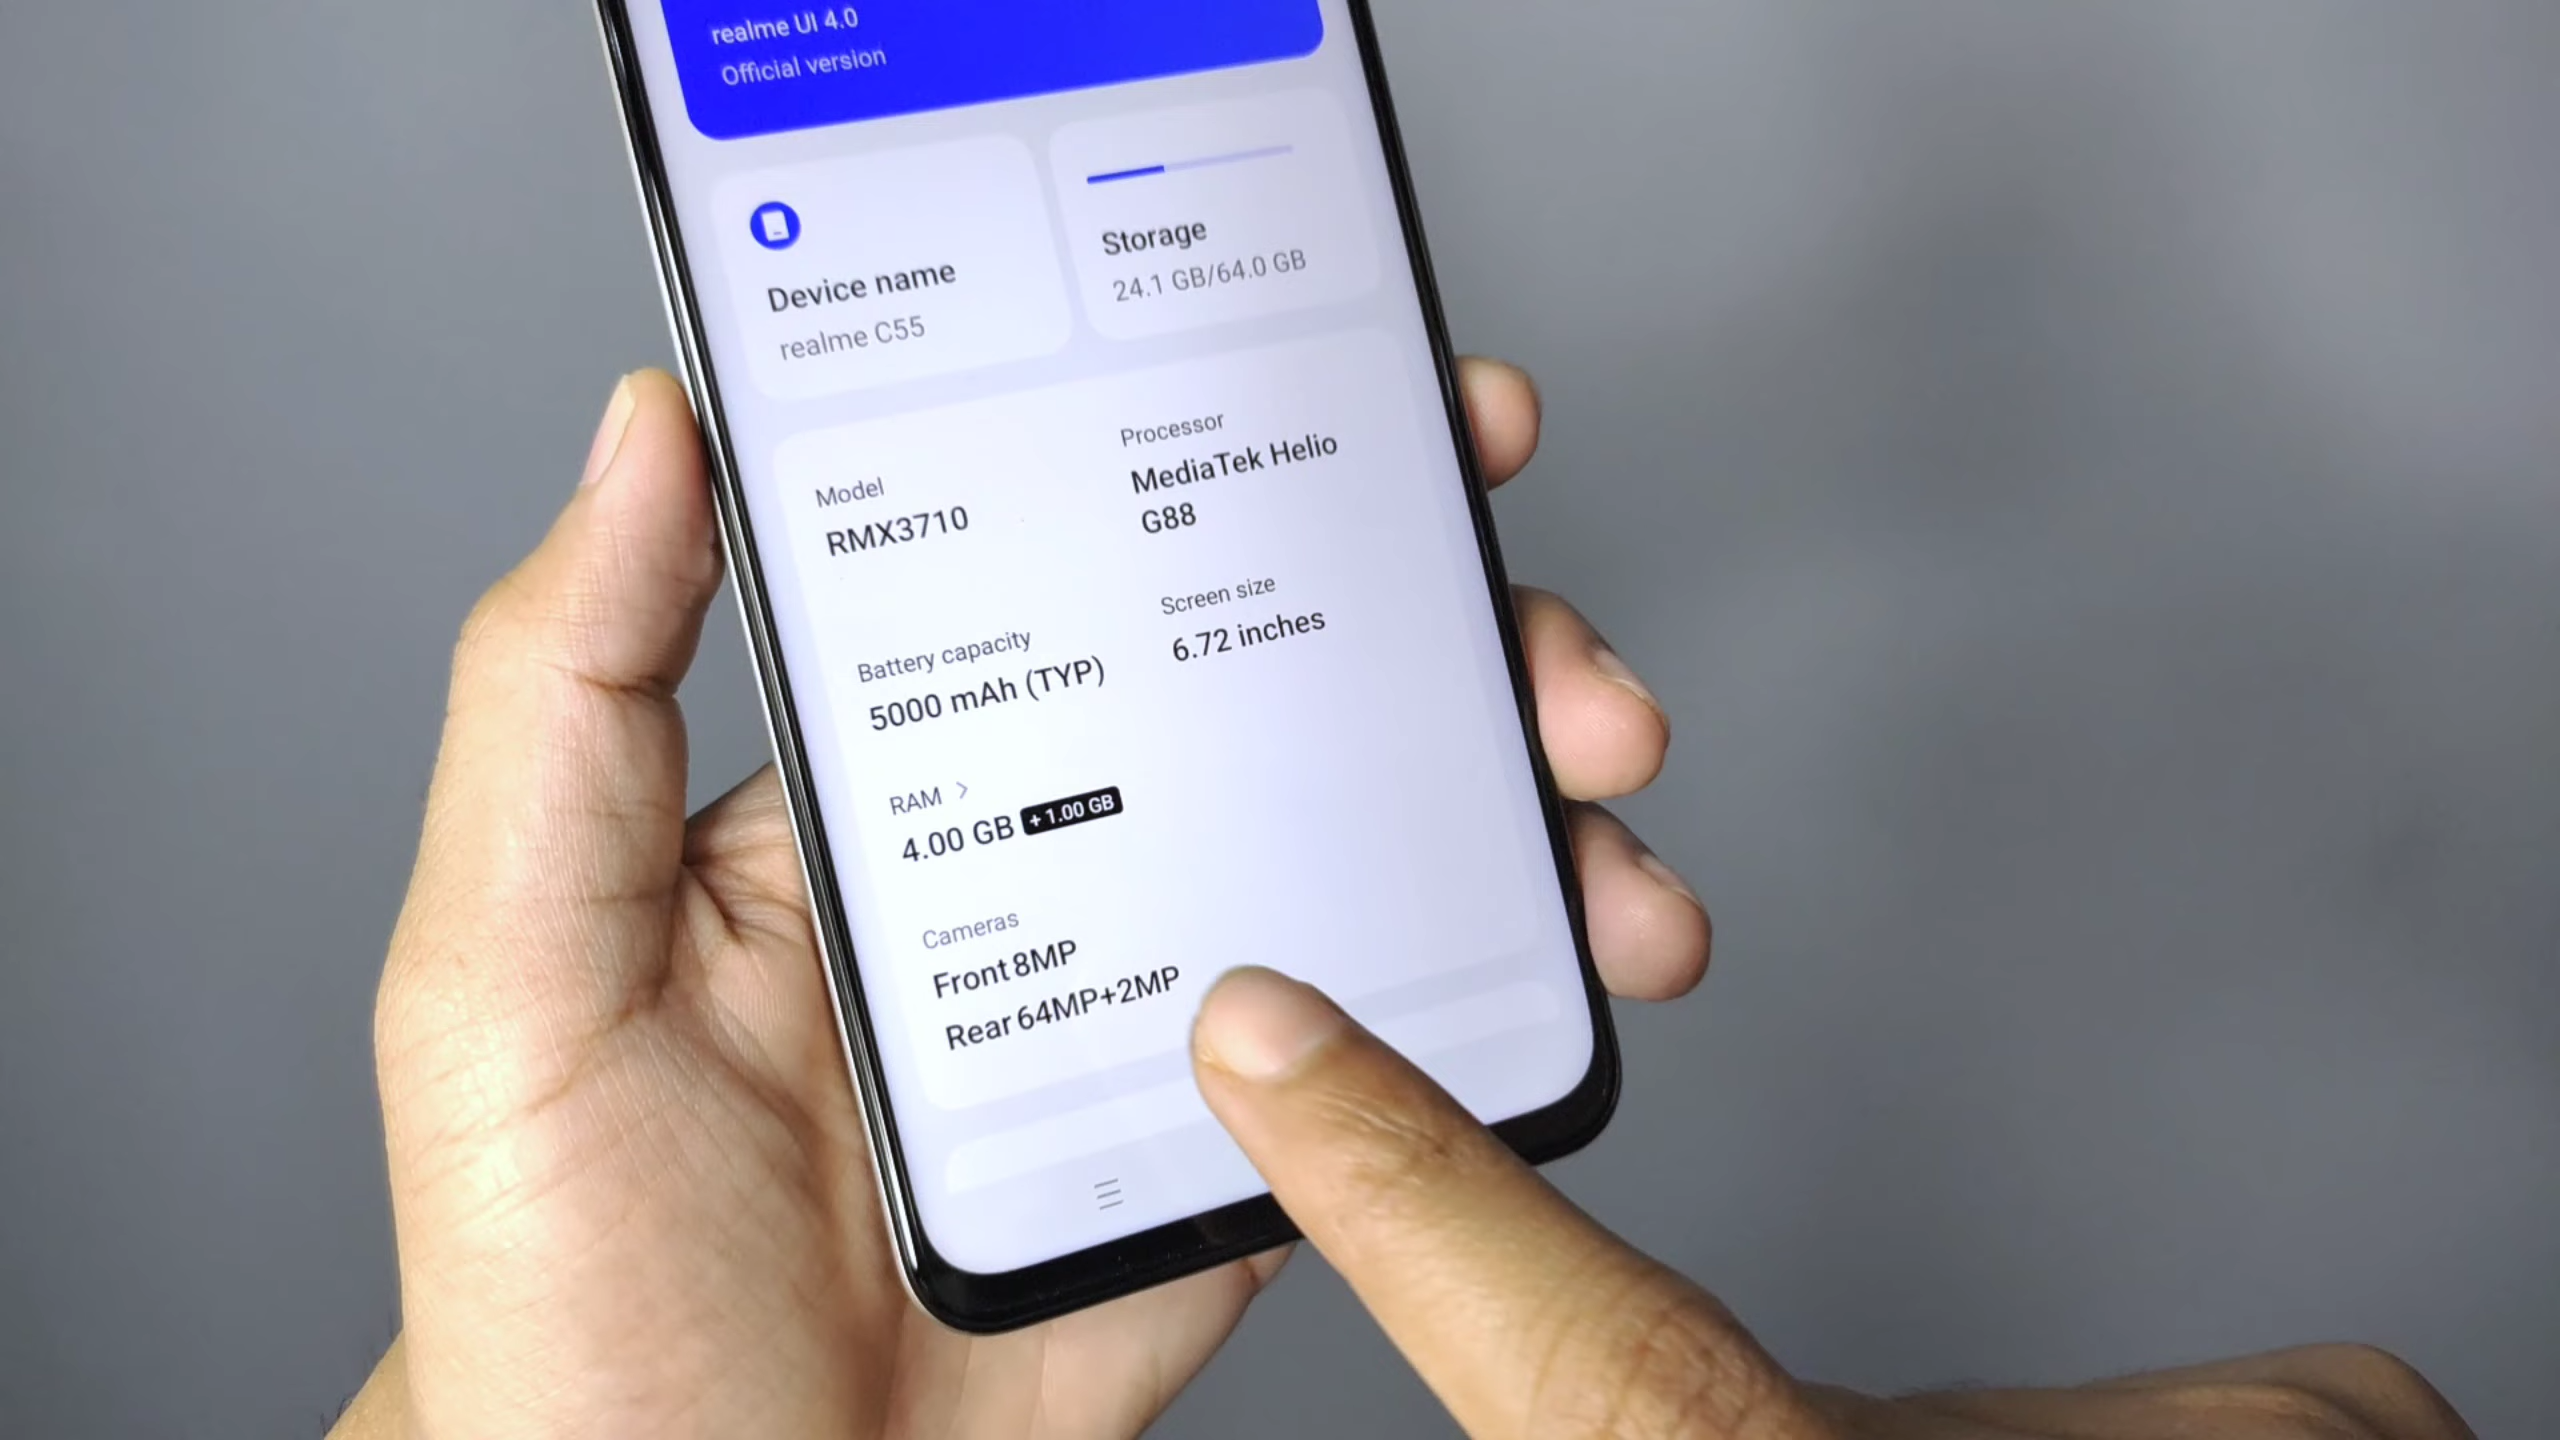 realme UI 4.0
Official version
Device name
realme C55
Storage
24.1 GB/64.0 GB
Model
RMX3710
Processor
MediaTek Helio
G88
Battery capacity
5000 mAh (TYP)
Screen size
6.72 inches
RAM >
4.00 GB + 1.00 GB
Cameras
Front 8MP
Rear 64MP+2MP